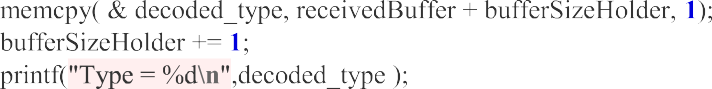 memcpy( & decoded_type, receivedBuffer + bufferSizeHolder, 1);
bufferSizeHolder += 1;
printf("Type = %d\n",decoded_type );